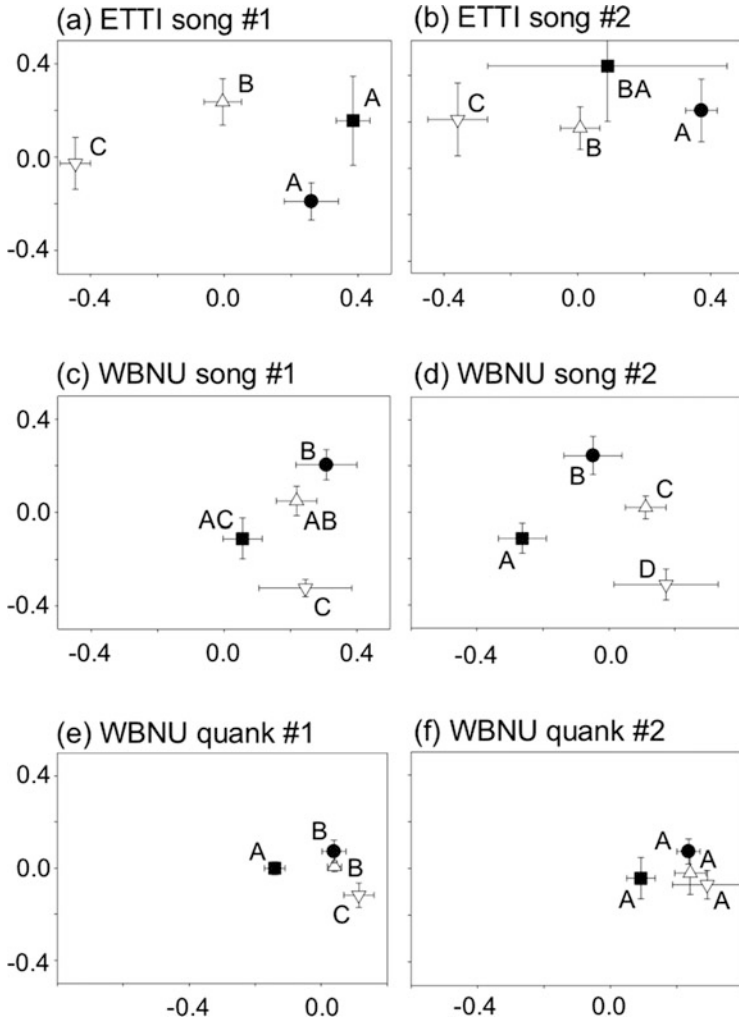 (a) ETTI song #1
(b) ETTI song #2
0.4
0.0
-0.4
B
A
C
A
C
BA
B
A
-0.4 0.0 0.4
-0.4 0.0 0.4
(c) WBNU song #1
(d) WBNU song #2
0.4
0.0
-0.4
B
AC
AB
C
B
C
A
D
-0.4 0.0 0.4
-0.4 0.0
(e) WBNU quank #1
(f) WBNU quank #2
0.4
0.0
-0.4
B
A
B
C
A
A
A
A
-0.4 0.0
-0.4 0.0